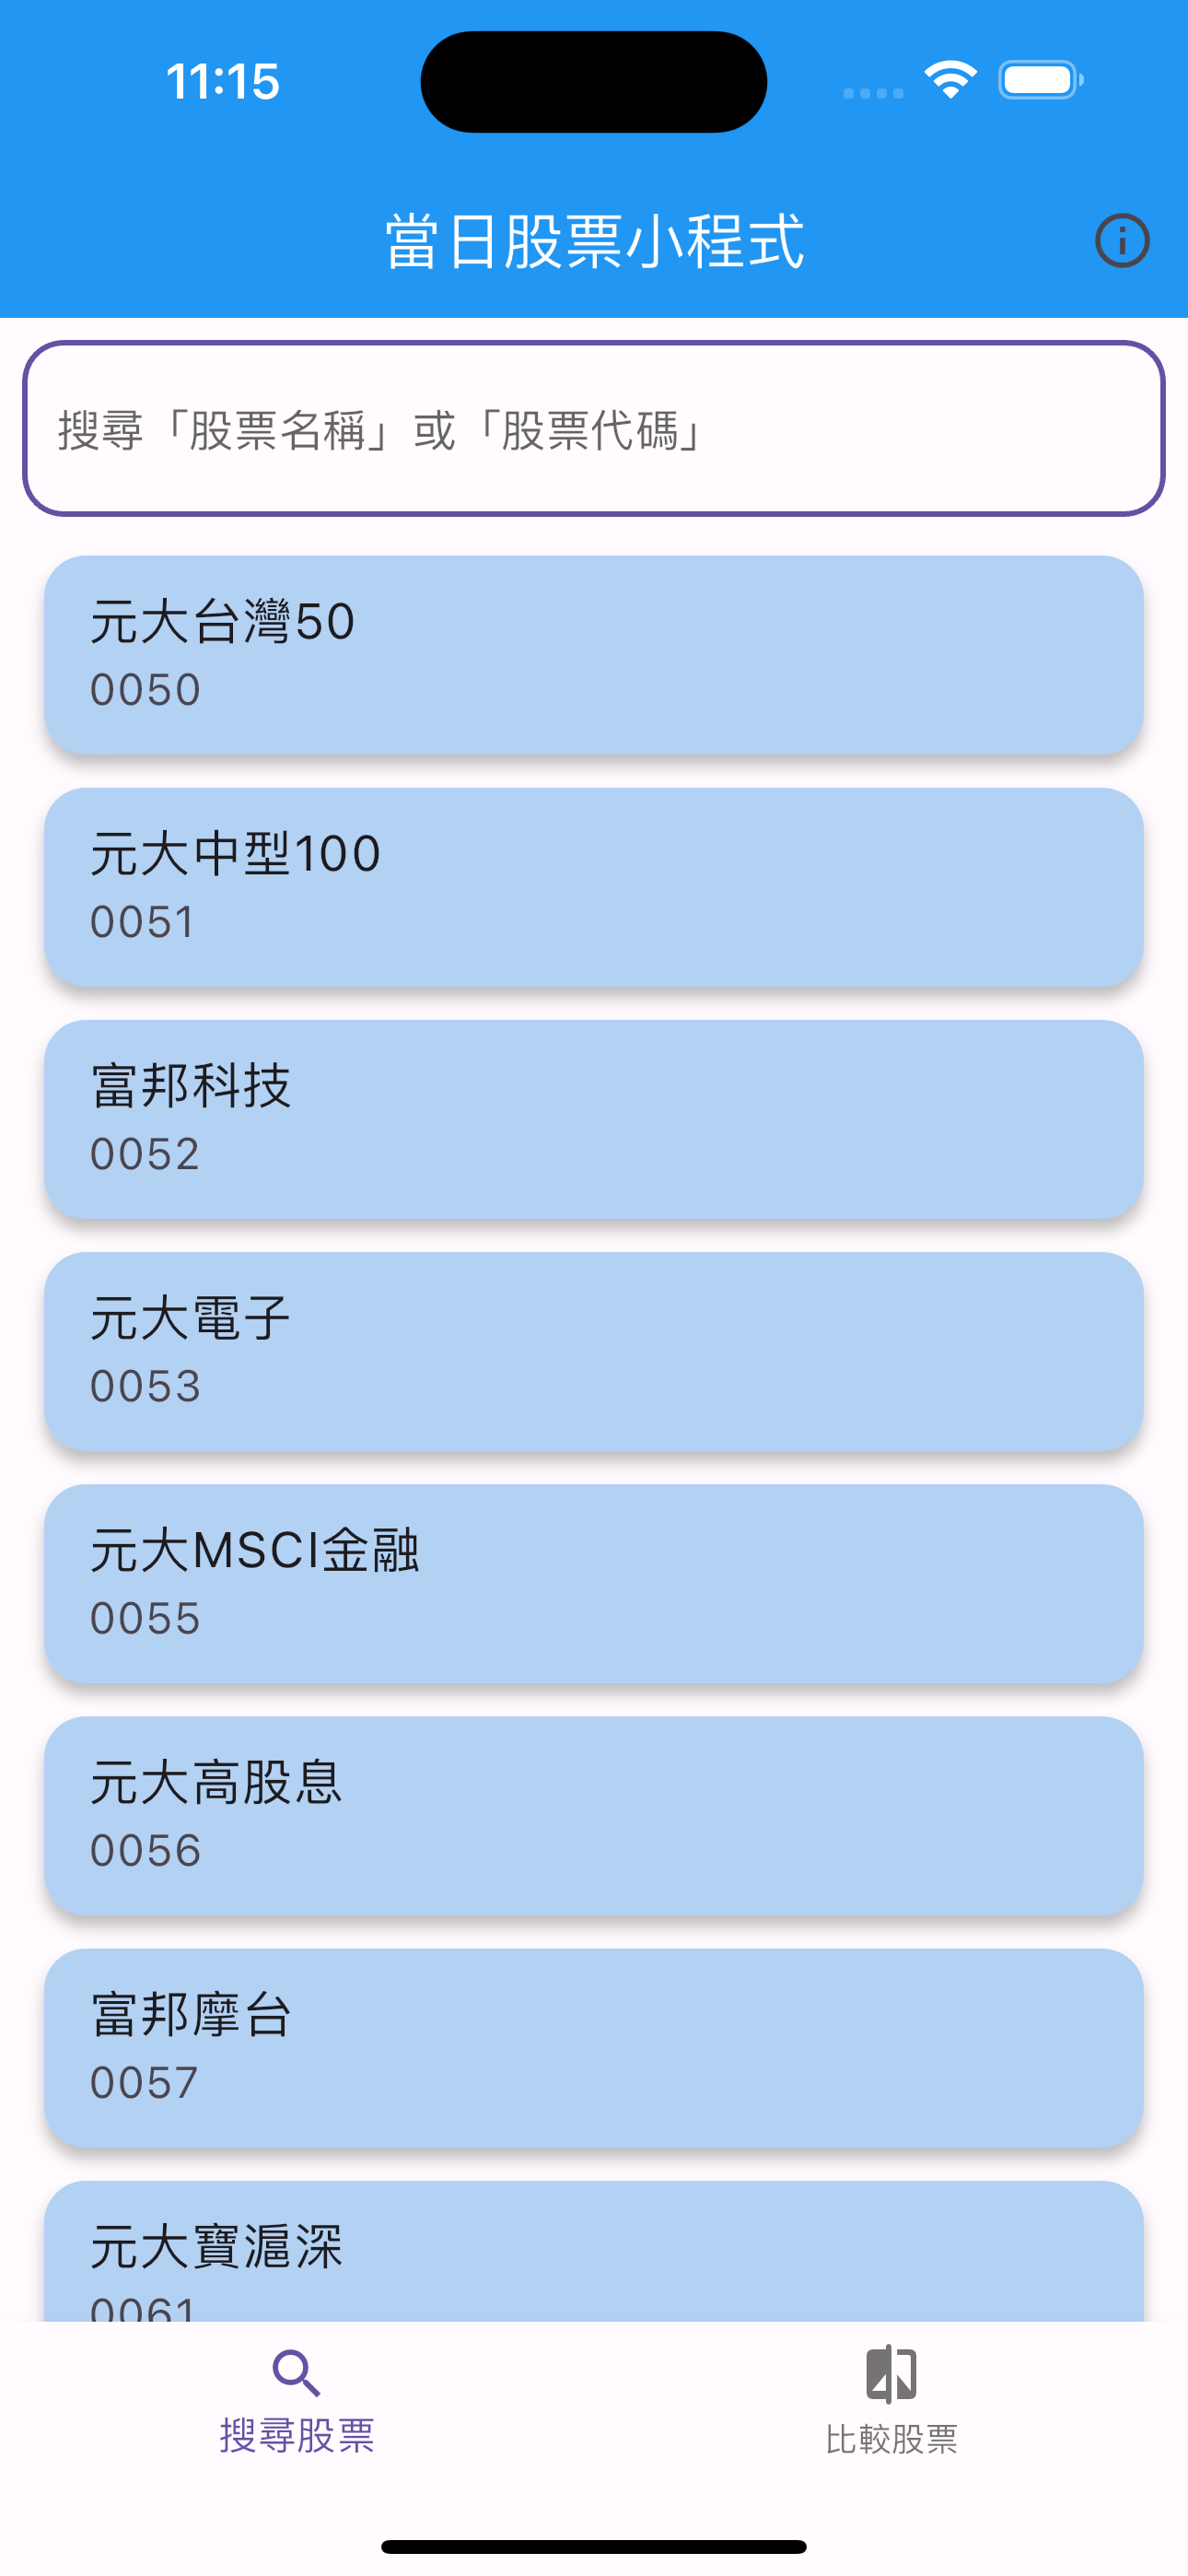 11:15
當日股票小程式
搜尋「股票名稱」或「股票代碼」
元大台灣50
0050
元大中型100
0051
富邦科技
0052
元大電子
0053
元大MSCI金融
0055
元大高股息
0056
富邦摩台
0057
元大寶滬深
0061
搜尋股票
比較股票